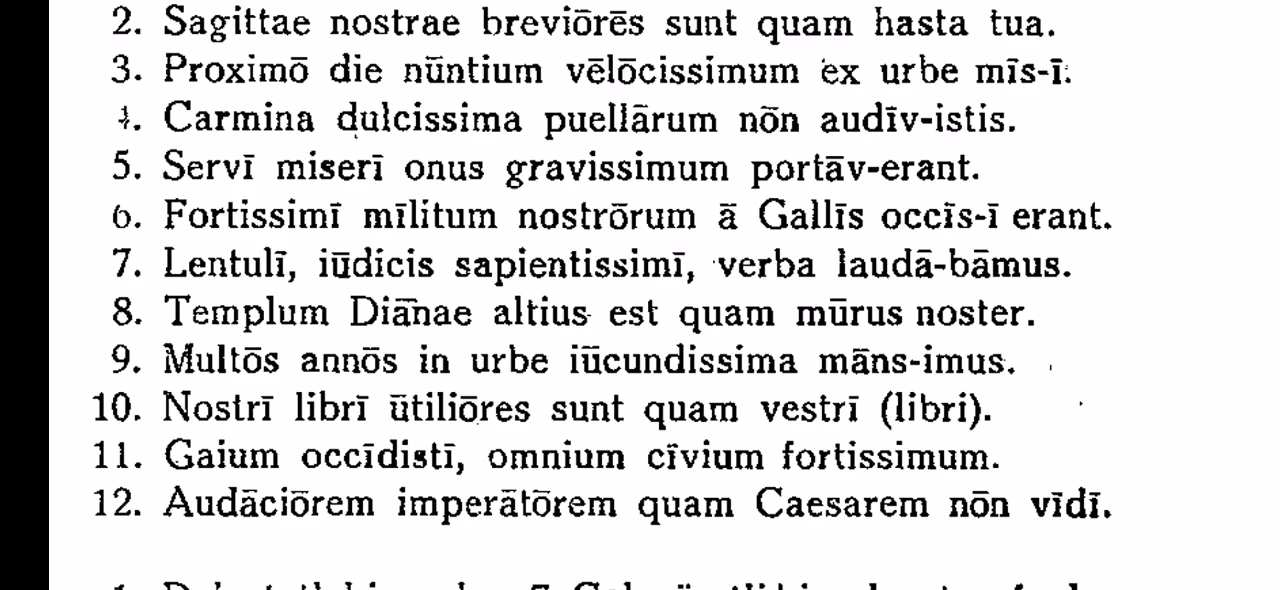 2. Sagittae nostrae breviōrēs sunt quam hasta tua.
3. Proximō die nūntium vēlōcissimum ex urbe mīs-ī.
4. Carmina dulcissima puellārum nōn audīv-istis.
5. Servī miserī onus gravissimum portāv-erant.
6. Fortissimī mīlitum nostrōrum ā Gallīs occīs-ī erant.
7. Lentulī, iūdicis sapientissimī, verba laudā-bāmus.
8. Templum Diānae altius est quam mūrus noster.
9. Multōs annōs in urbe iūcundissima māns-imus.
10. Nostrī librī ūtiliōres sunt quam vestrī (libri).
11. Gaium occīdistī, omnium cīvium fortissimum.
12. Audāciōrem imperātōrem quam Caesarem nōn vīdī.